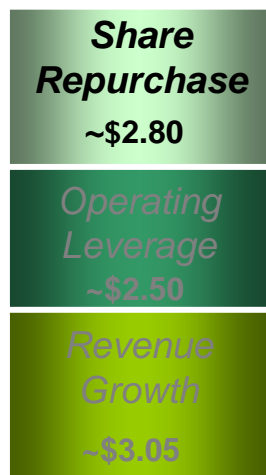 Share
Repurchase
~$2.80
Operating
Leverage
~$2.50
Revenue
Growth
~$3.05